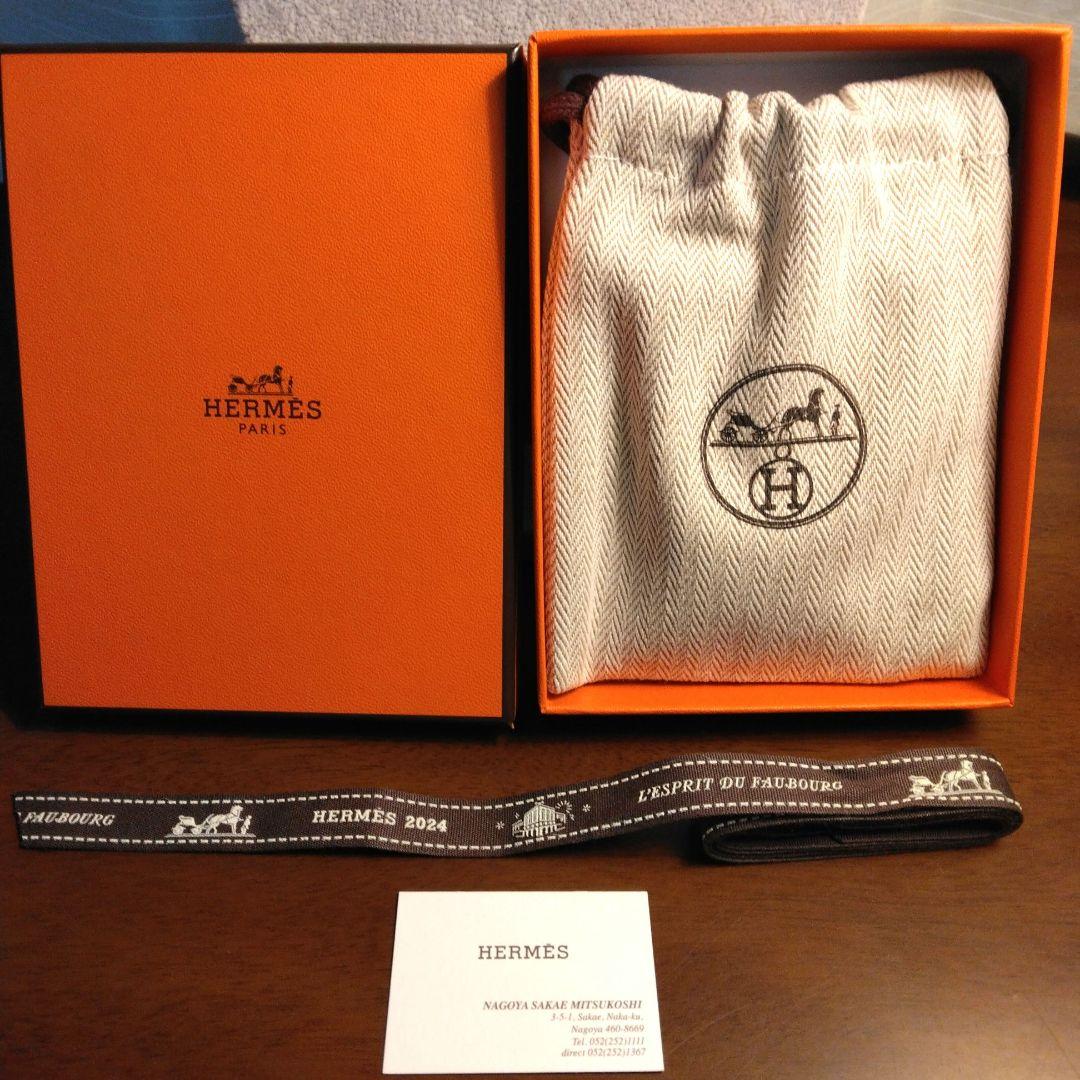 HERMÈS
PARIS
H
FAUBOURG
HERMÈS 2024
L'ESPRIT DU FAUBOURG
HERMÈS
NAGOYA SAKAE MITSUKOSHI
3-5-1, Sakae, Naka-ku,
Nagoya 460-8669
Tel. 052(252)1111
direct 052(252)1367